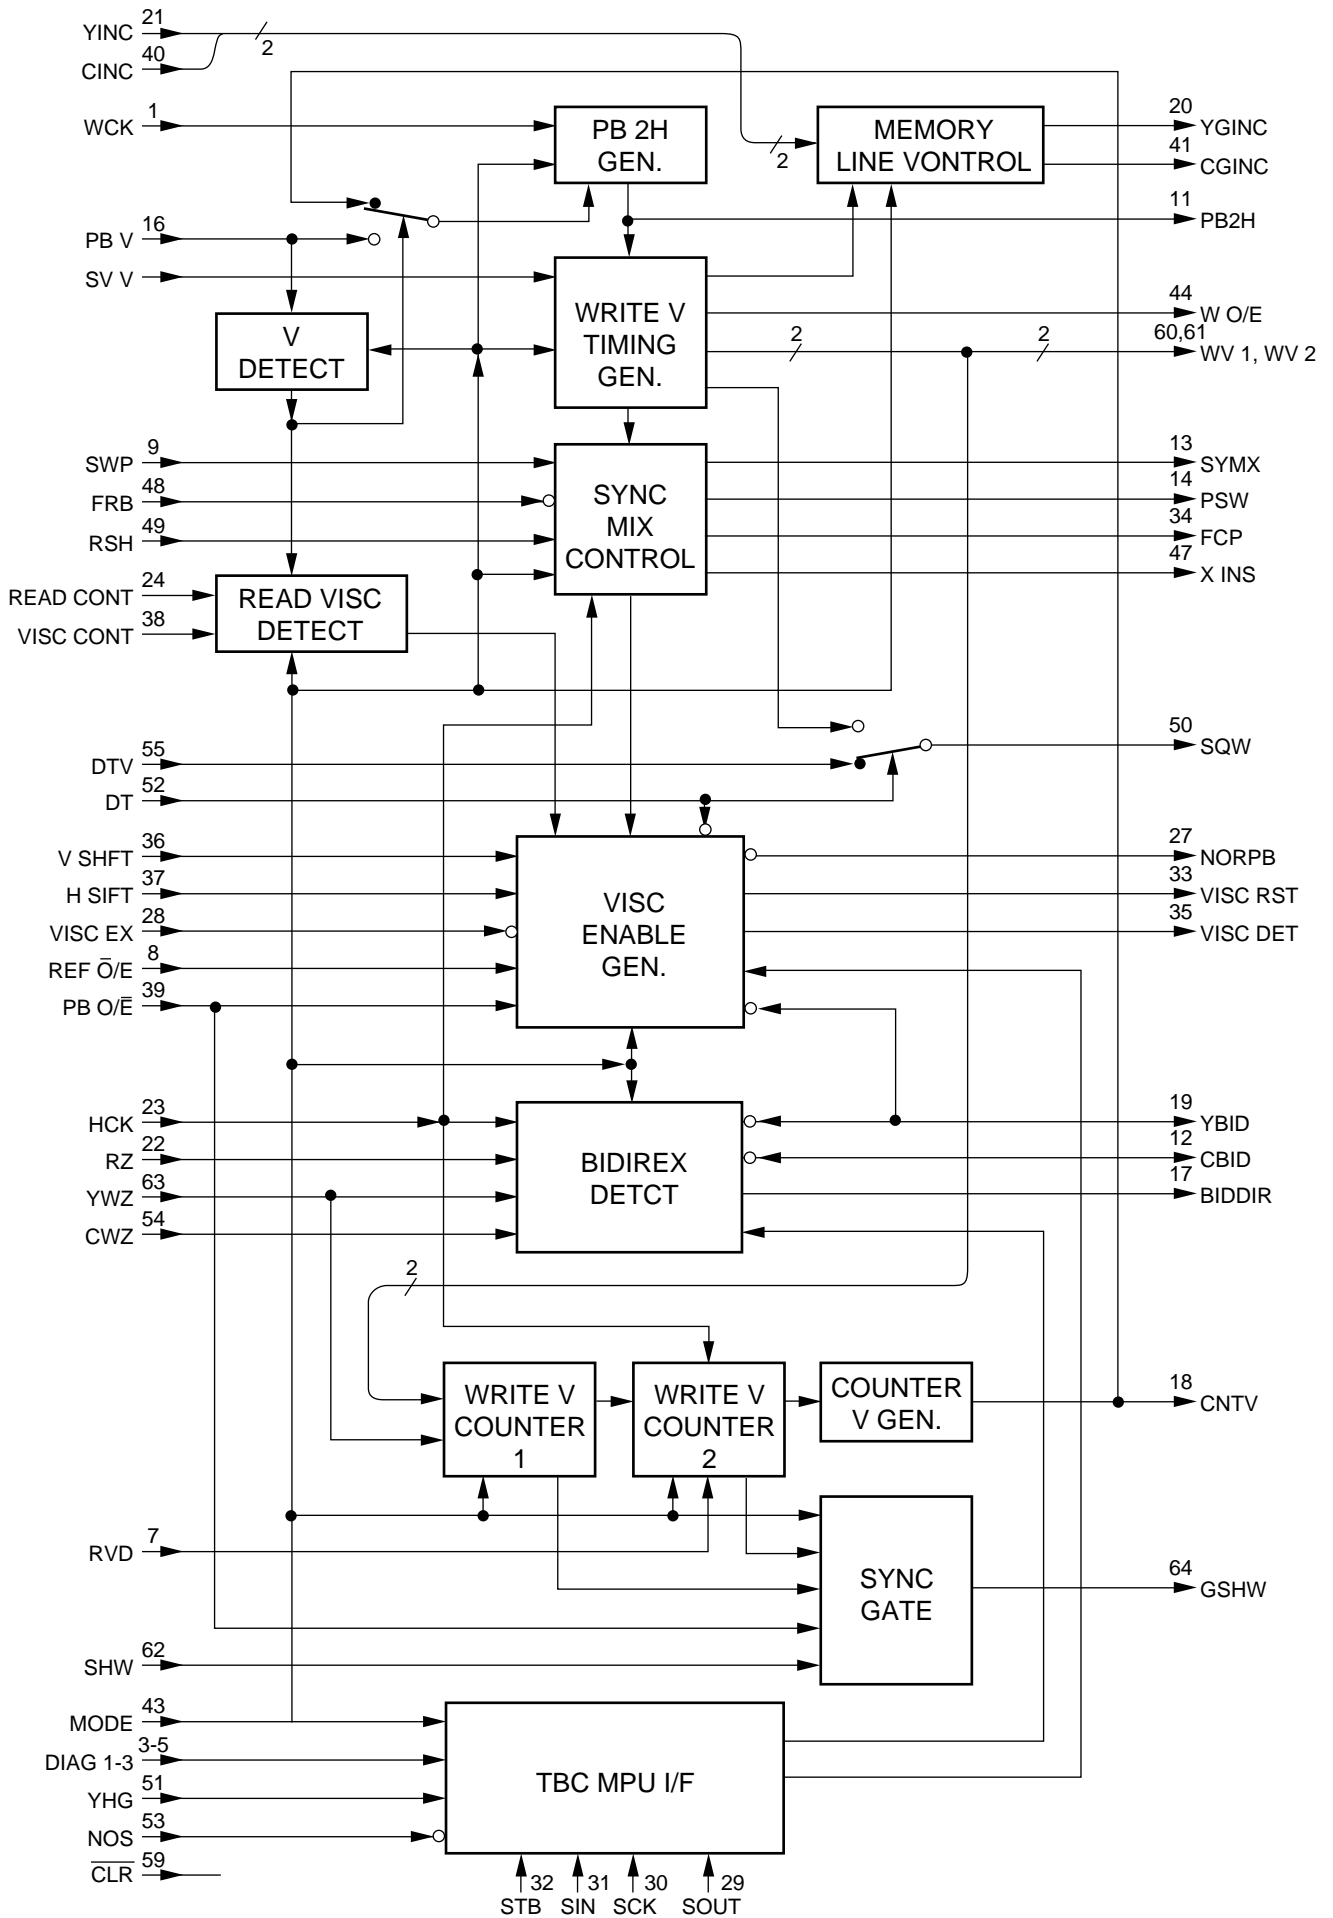 YINC 21
CINC 40
2
WCK 1
PB 2H
GEN.
2
MEMORY
LINE VONTROL
20 YGINC
41 CGINC
11 PB2H
PB V 16
SV V
V
DETECT
WRITE V
TIMING
GEN.
44 W O/E
2
2
60,61 WV 1, WV 2
SWP 9
FRB 48
RSH 49
SYNC
MIX
CONTROL
13 SYMX
14 PSW
34 FCP
47 X INS
READ CONT 24
VISC CONT 38
READ VISC
DETECT
50 SQW
DTV 55
DT 52
V SHFT 36
H SIFT 37
VISC EX 28
REF O̅/E 8
PB O/E̅ 39
VISC
ENABLE
GEN.
27 NORPB
33 VISC RST
35 VISC DET
HCK 23
RZ 22
YWZ 63
CWZ 54
BIDIREX
DETCT
19 YBID
12 CBID
17 BIDDIR
2
WRITE V
COUNTER
1
WRITE V
COUNTER
2
COUNTER
V GEN.
18 CNTV
RVD 7
SYNC
GATE
64 GSHW
SHW 62
MODE 43
DIAG 1-3 3-5
YHG 51
NOS 53
C̅L̅R̅ 59
TBC MPU I/F
32 31 30 29
STB SIN SCK SOUT